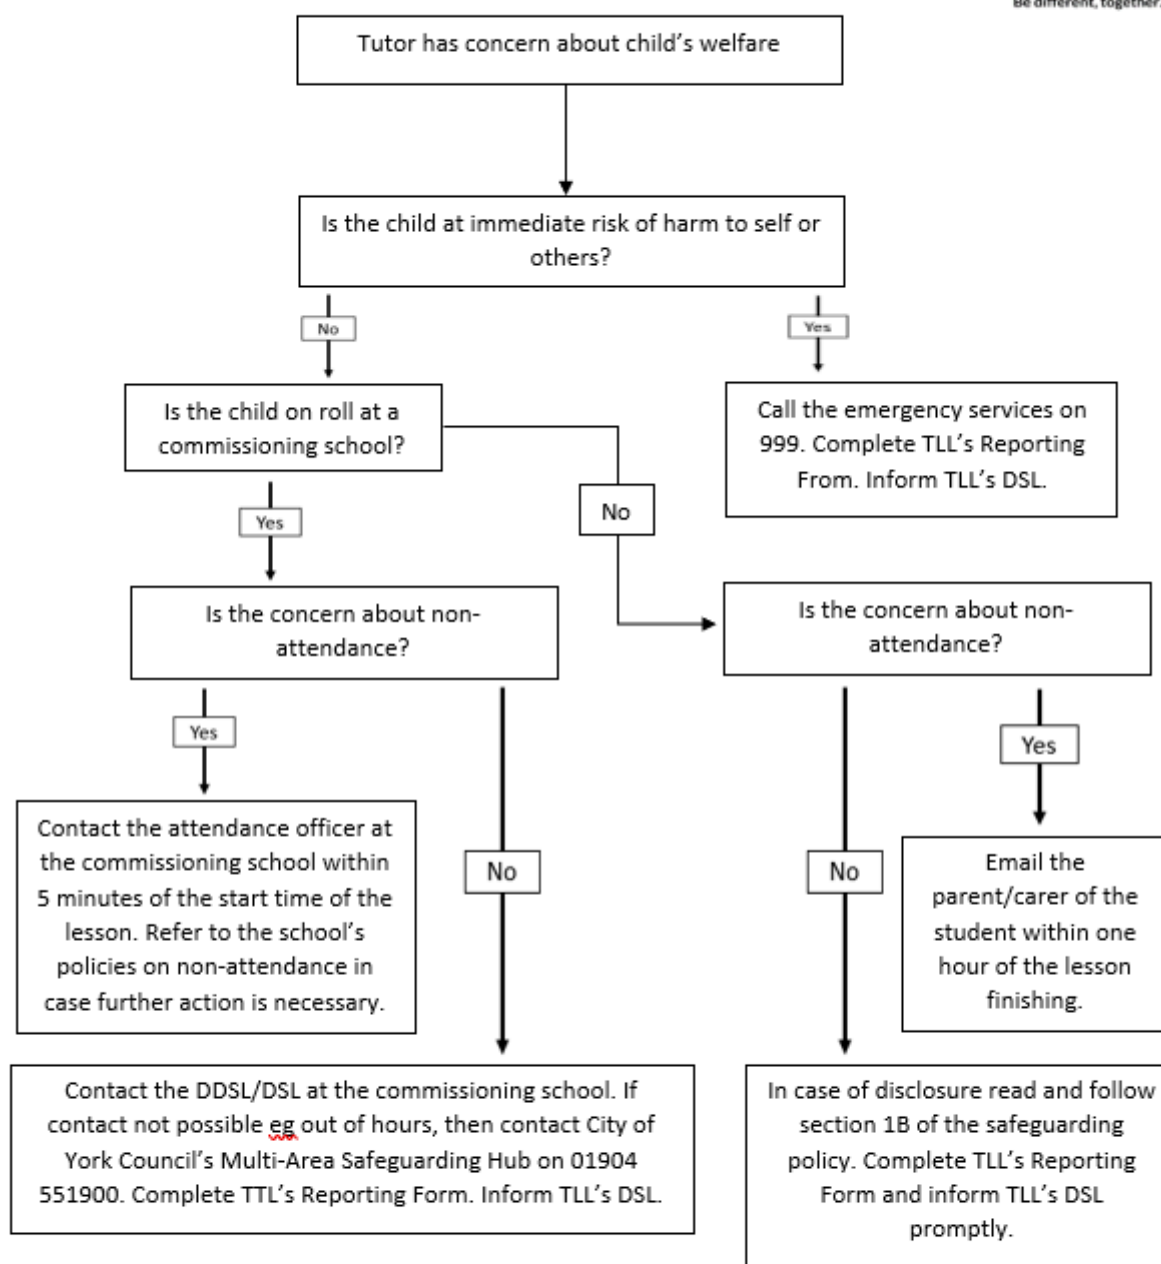 Be different, together.
Tutor has concern about child's welfare
Is the child at immediate risk of harm to self or
others?
No
Yes
Is the child on roll at a
commissioning school?
Call the emergency services on
999. Complete TLL's Reporting
From. Inform TLL's DSL.
Yes
No
Is the concern about non-
attendance?
Is the concern about non-
attendance?
Yes
Yes
Contact the attendance officer at
the commissioning school within
5 minutes of the start time of the
lesson. Refer to the school's
policies on non-attendance in
case further action is necessary.
No
No
Email the
parent/carer of the
student within one
hour of the lesson
finishing.
Contact the DDSL/DSL at the commissioning school. If
contact not possible eg out of hours, then contact City of
York Council's Multi-Area Safeguarding Hub on 01904
551900. Complete TTL's Reporting Form. Inform TLL's DSL.
In case of disclosure read and follow
section 1B of the safeguarding
policy. Complete TLL's Reporting
Form and inform TLL's DSL
promptly.